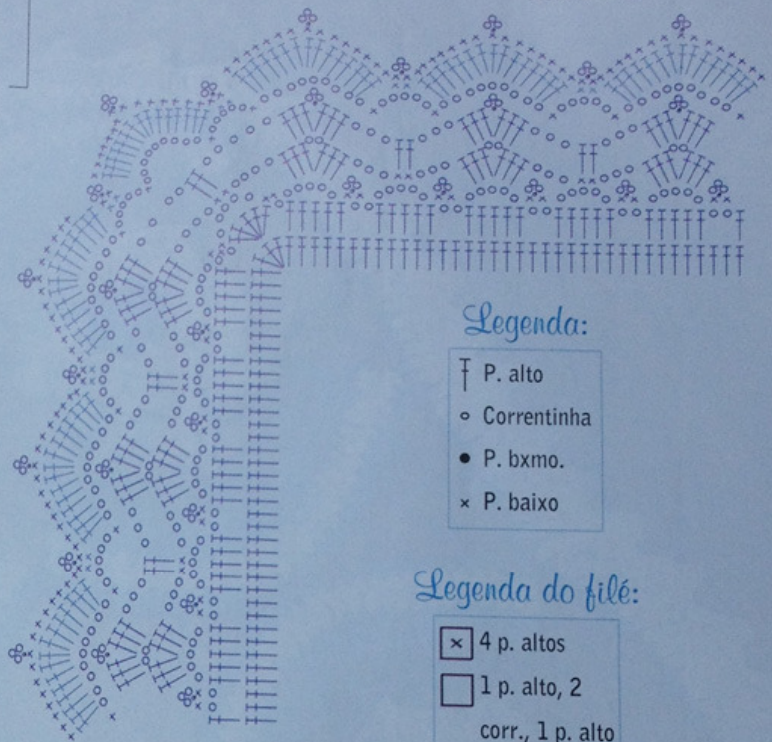 Legenda:
P. alto
Correntinha
P. bxmo.
P. baixo
Legenda do filé:
4 p. altos
1 p. alto, 2
corr., 1 p. alto